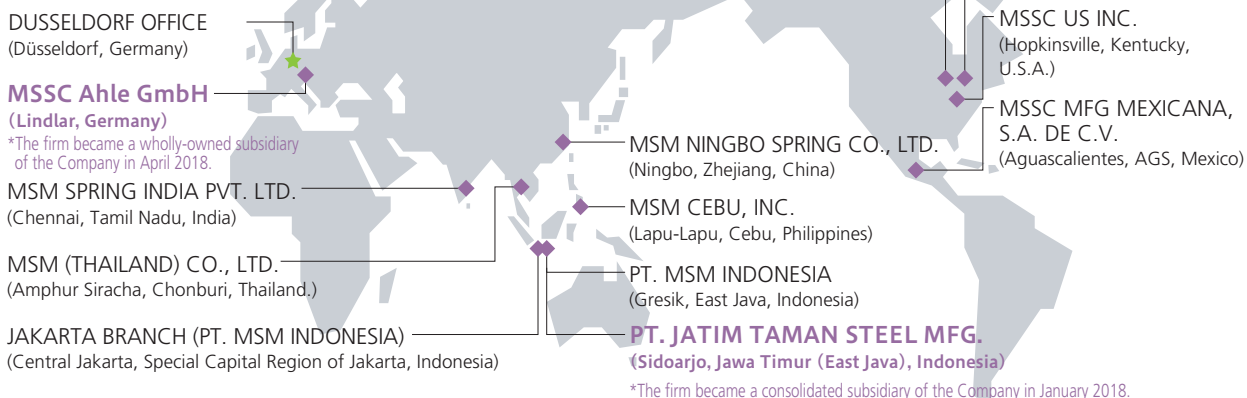 DUSSELDORF OFFICE
(Düsseldorf, Germany)
MSSC Ahle GmbH
(Lindlar, Germany)
*The firm became a wholly-owned subsidiary
of the Company in April 2018.
MSM SPRING INDIA PVT. LTD.
(Chennai, Tamil Nadu, India)
MSM (THAILAND) CO., LTD.
(Amphur Siracha, Chonburi, Thailand.)
JAKARTA BRANCH (PT. MSM INDONESIA)
(Central Jakarta, Special Capital Region of Jakarta, Indonesia)
MSM NINGBO SPRING CO., LTD.
(Ningbo, Zhejiang, China)
MSM CEBU, INC.
(Lapu-Lapu, Cebu, Philippines)
PT. MSM INDONESIA
(Gresik, East Java, Indonesia)
PT. JATIM TAMAN STEEL MFG.
(Sidoarjo, Jawa Timur (East Java), Indonesia)
*The firm became a consolidated subsidiary of the Company in January 2018.
MSSC US INC.
(Hopkinsville, Kentucky,
U.S.A.)
MSSC MFG MEXICANA,
S.A. DE C.V.
(Aguascalientes, AGS, Mexico)